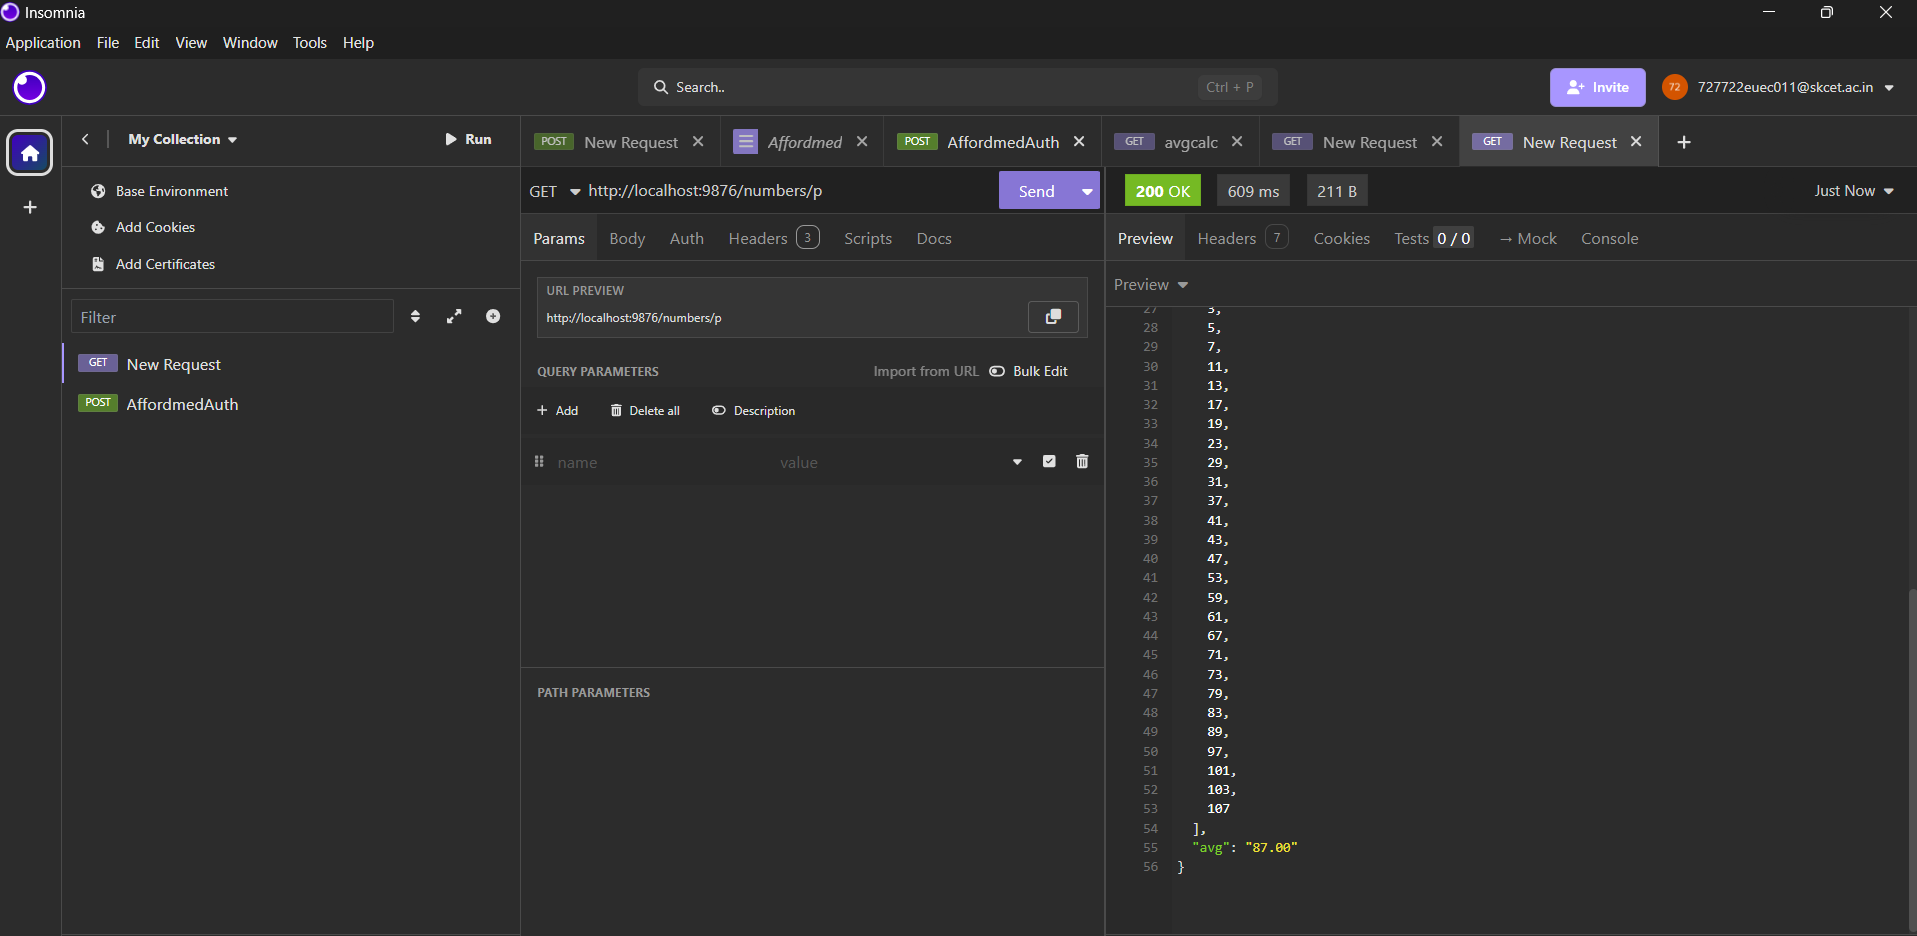 Insomnia
Application File Edit View Window Tools Help
Search.. Ctrl + P
Invite
72 727722euec011@skcet.ac.in
My Collection
Run
Base Environment
Add Cookies
Add Certificates
Filter
GET New Request
POST AffordmedAuth
POST New Request
Affordmed
POST AffordmedAuth
GET avgcalc
GET New Request
GET New Request
GET http://localhost:9876/numbers/p
Send
Params Body Auth Headers 3 Scripts Docs
URL PREVIEW
http://localhost:9876/numbers/p
QUERY PARAMETERS
Import from URL Bulk Edit
Add Delete all Description
name value
PATH PARAMETERS
200 OK 609 ms 211 B
Just Now
Preview Headers 7 Cookies Tests 0 / 0 → Mock Console
Preview
27 3,
28 5,
29 7,
30 11,
31 13,
32 17,
33 19,
34 23,
35 29,
36 31,
37 37,
38 41,
39 43,
40 47,
41 53,
42 59,
43 61,
44 67,
45 71,
46 73,
47 79,
48 83,
49 89,
50 97,
51 101,
52 103,
53 107
54 ],
55 "avg": "87.00"
56 }